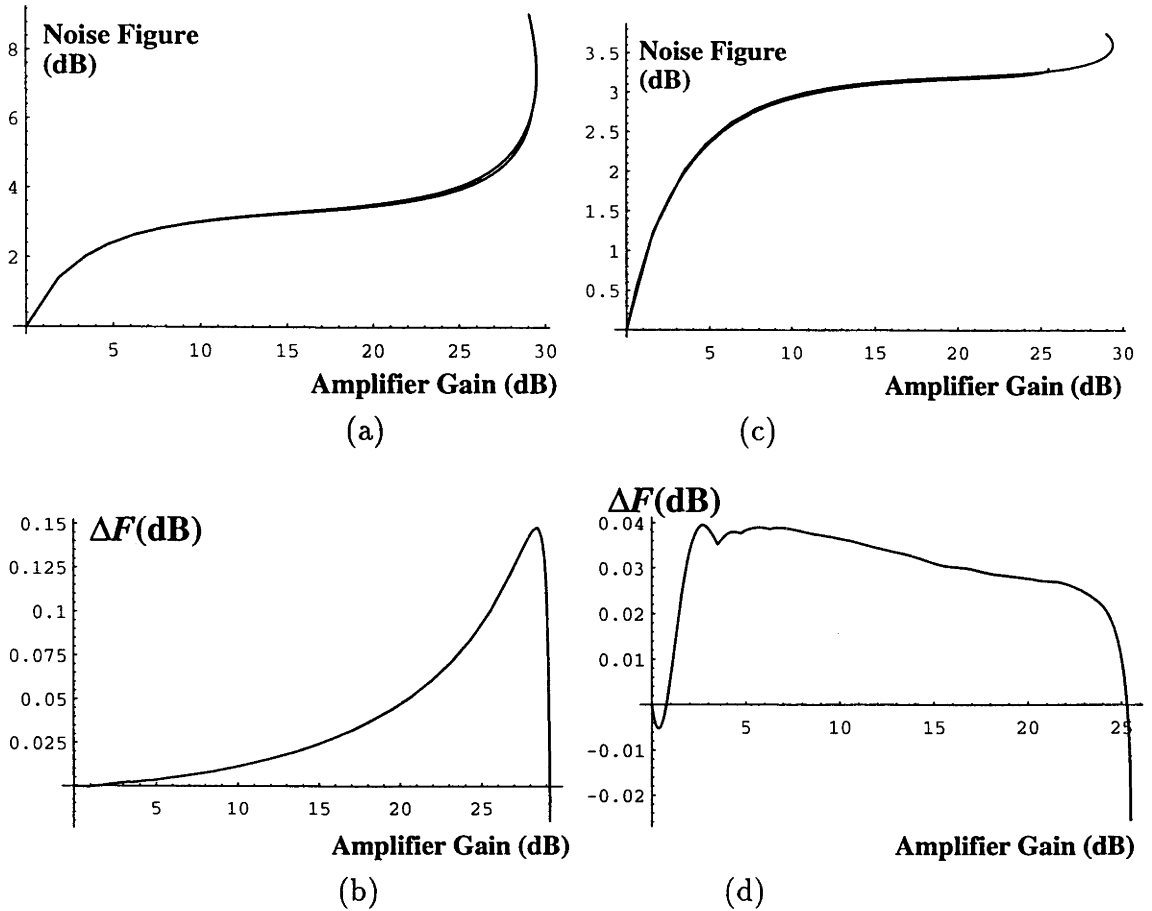 Noise Figure
(dB)
8
6
4
2
5 10 15 20 25 30
Amplifier Gain (dB)
(a)
Noise Figure
(dB)
3.5
3
2.5
2
1.5
1
0.5
5 10 15 20 25 30
Amplifier Gain (dB)
(c)
ΔF(dB)
0.15
0.125
0.1
0.075
0.05
0.025
5 10 15 20 25
Amplifier Gain (dB)
(b)
ΔF(dB)
0.04
0.03
0.02
0.01
5 10 15 20 25
-0.01
-0.02
Amplifier Gain (dB)
(d)